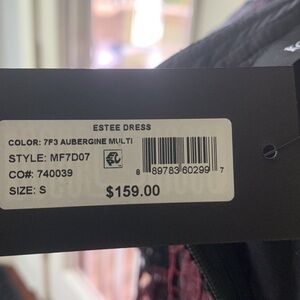 ESTEE DRESS
COLOR: 7F3 AUBERGINE MULTI
STYLE: MF7D07
CO#: 740039
SIZE: S
8 89783 60299 7
$159.00